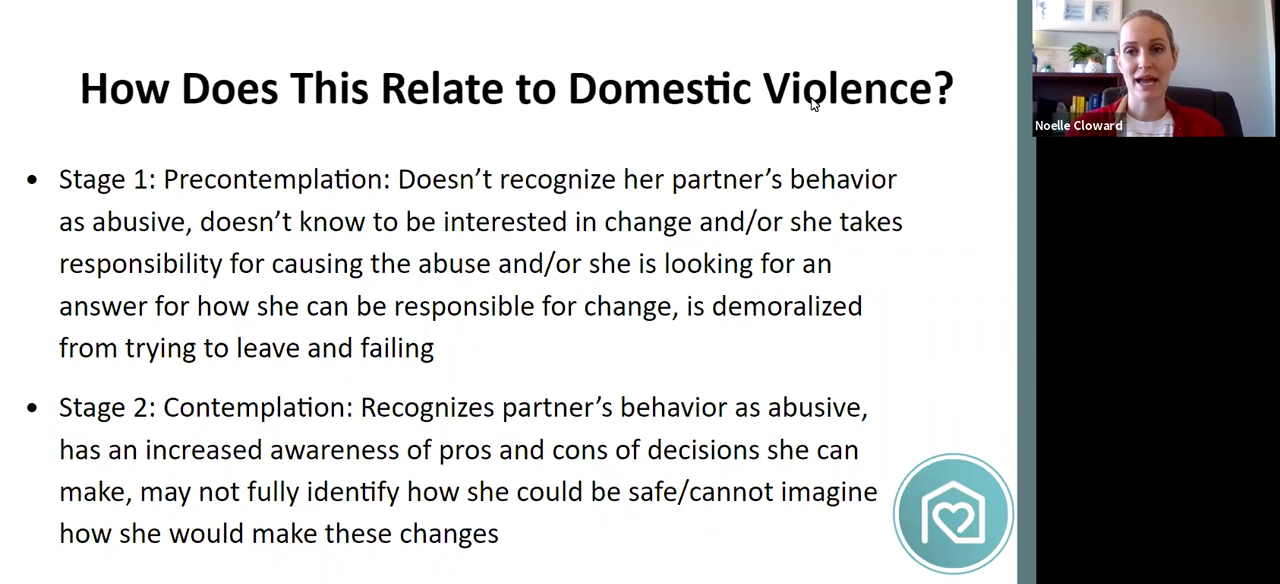 How Does This Relate to Domestic Violence?
Noelle Cloward
• Stage 1: Precontemplation: Doesn’t recognize her partner’s behavior
as abusive, doesn’t know to be interested in change and/or she takes
responsibility for causing the abuse and/or she is looking for an
answer for how she can be responsible for change, is demoralized
from trying to leave and failing
• Stage 2: Contemplation: Recognizes partner’s behavior as abusive,
has an increased awareness of pros and cons of decisions she can
make, may not fully identify how she could be safe/cannot imagine
how she would make these changes